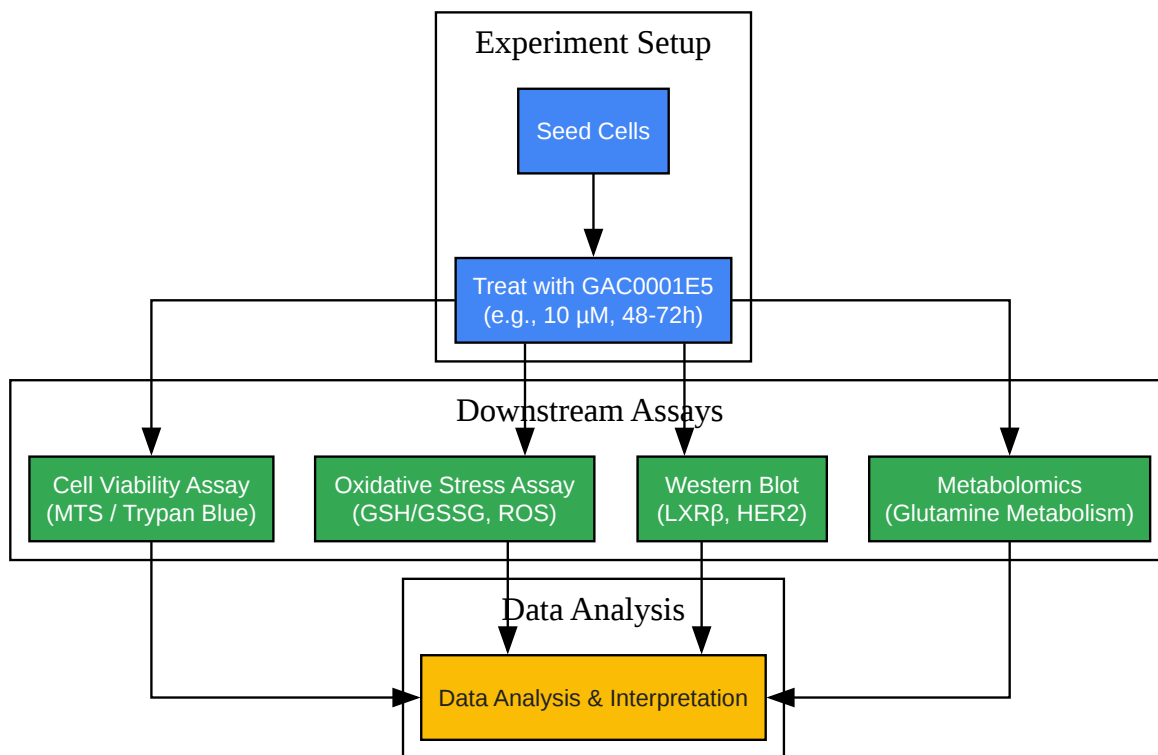 Experiment Setup
Seed Cells
Treat with GAC0001E5
(e.g., 10 µM, 48-72h)
Downstream Assays
Cell Viability Assay
(MTS / Trypan Blue)
Oxidative Stress Assay
(GSH/GSSG, ROS)
Western Blot
(LXRβ, HER2)
Metabolomics
(Glutamine Metabolism)
Data Analysis
Data Analysis & Interpretation